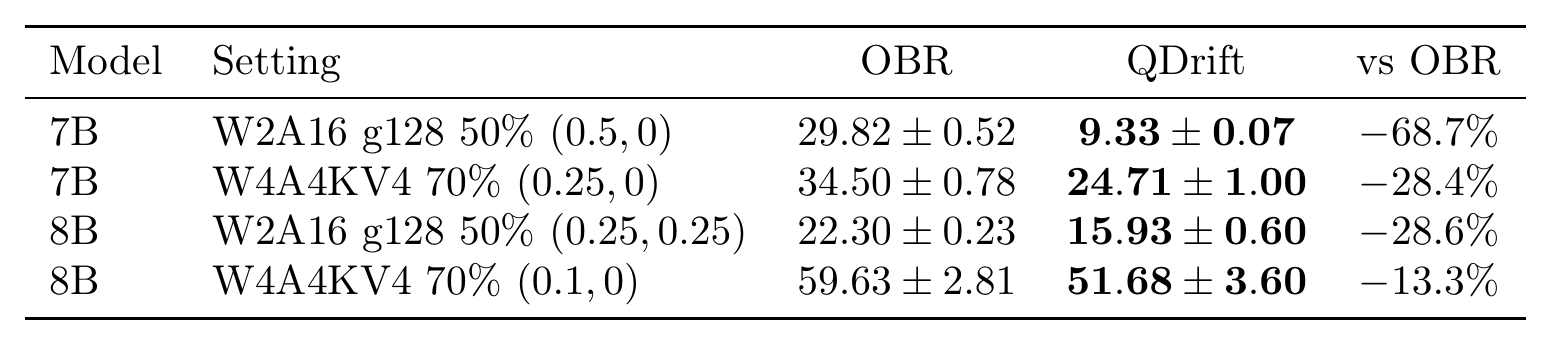 Model Setting OBR QDrift vs OBR
7B W2A16 g128 50% (0.5, 0) 29.82 ± 0.52 9.33 ± 0.07 −68.7%
7B W4A4KV4 70% (0.25, 0) 34.50 ± 0.78 24.71 ± 1.00 −28.4%
8B W2A16 g128 50% (0.25, 0.25) 22.30 ± 0.23 15.93 ± 0.60 −28.6%
8B W4A4KV4 70% (0.1, 0) 59.63 ± 2.81 51.68 ± 3.60 −13.3%